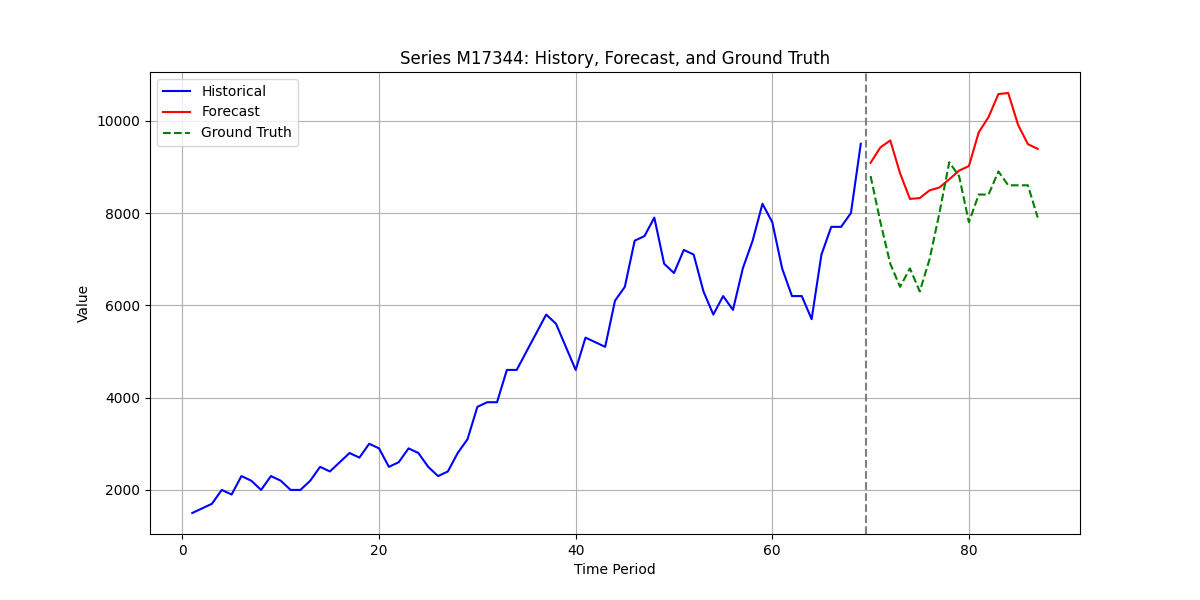 Series M17344: History, Forecast, and Ground Truth
Historical
Forecast
Ground Truth
10000
8000
6000
4000
2000
Value
0
20
40
60
80
Time Period